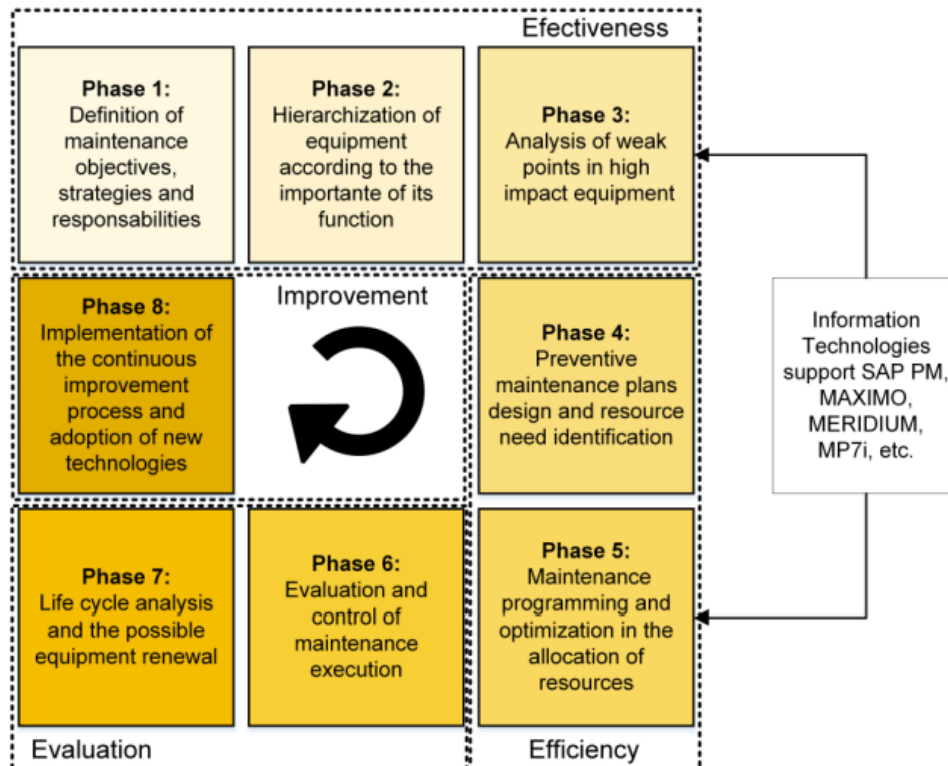 Efectiveness
Phase 1:
Definition of
maintenance
objectives,
strategies and
responsabilities
Phase 2:
Hierarchization of
equipment
according to the
importante of its
function
Phase 3:
Analysis of weak
points in high
impact equipment
Phase 8:
Implementation of
the continuous
improvement
process and
adoption of new
technologies
Improvement
Phase 4:
Preventive
maintenance plans
design and resource
need identification
Information
Technologies
support SAP PM,
MAXIMO,
MERIDIUM,
MP7i, etc.
Phase 7:
Life cycle analysis
and the possible
equipment renewal
Phase 6:
Evaluation and
control of
maintenance
execution
Phase 5:
Maintenance
programming and
optimization in the
allocation of
resources
Evaluation
Efficiency